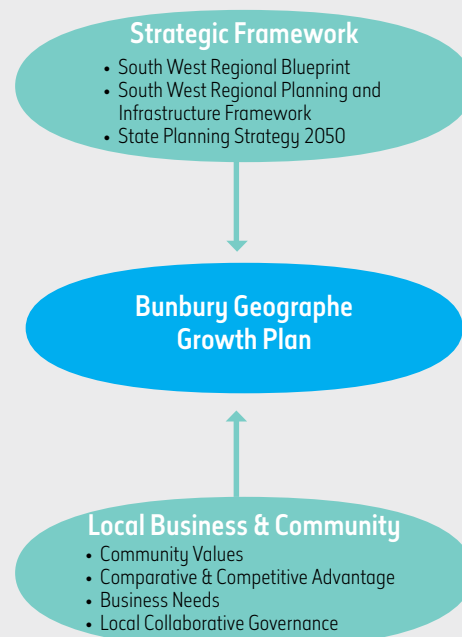 Strategic Framework
• South West Regional Blueprint
• South West Regional Planning and
Infrastructure Framework
• State Planning Strategy 2050
Bunbury Geographe
Growth Plan
Local Business & Community
• Community Values
• Comparative & Competitive Advantage
• Business Needs
• Local Collaborative Governance